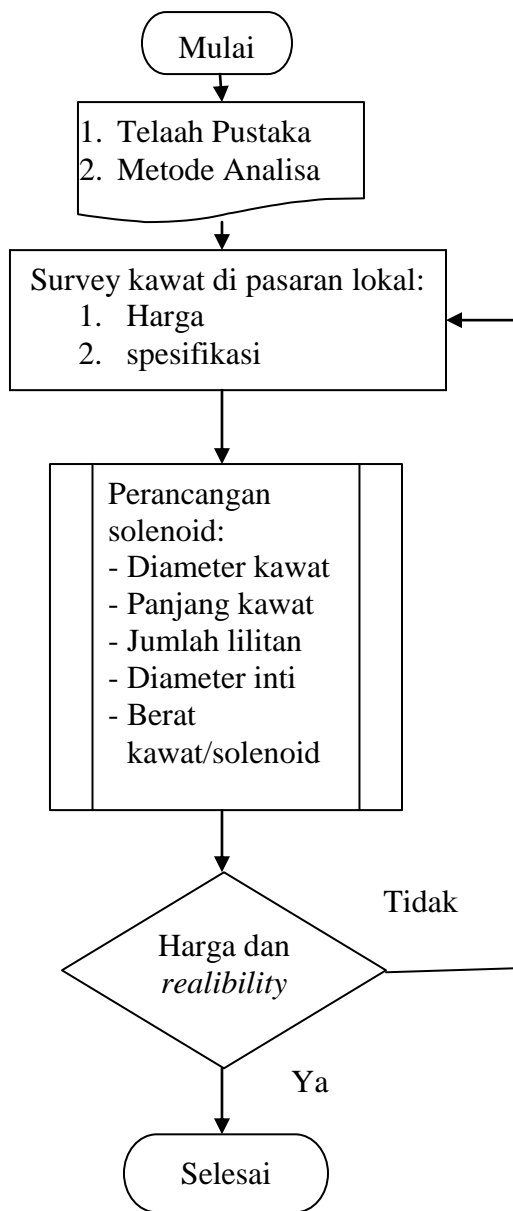 Mulai
1. Telaah Pustaka
2. Metode Analisa
Survey kawat di pasaran lokal:
1. Harga
2. spesifikasi
Perancangan
solenoid:
- Diameter kawat
- Panjang kawat
- Jumlah lilitan
- Diameter inti
- Berat
kawat/solenoid
Harga dan
realibility
Tidak
Ya
Selesai